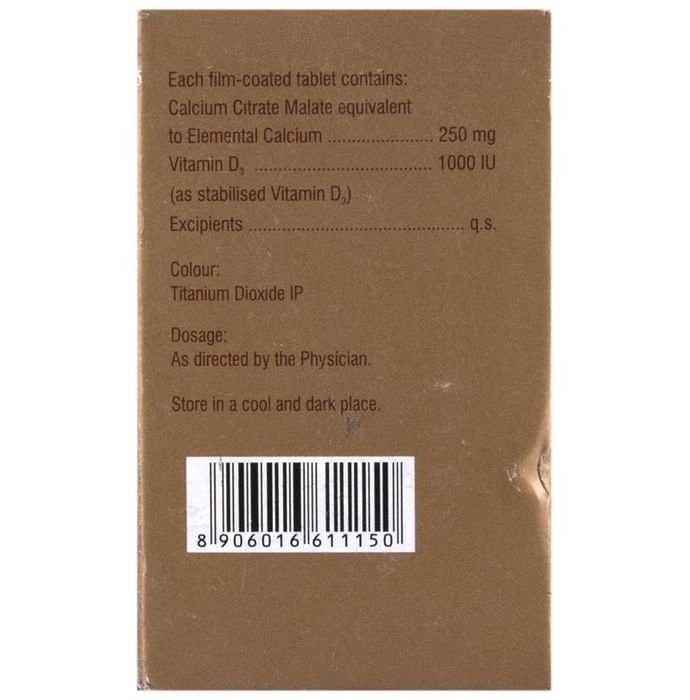 Each film-coated tablet contains:
Calcium Citrate Malate equivalent
to Elemental Calcium ..................... 250 mg
Vitamin D₃ ................................... 1000 IU
(as stabilised Vitamin D₃)
Excipients ........................................... q.s.
Colour:
Titanium Dioxide IP
Dosage:
As directed by the Physician.
Store in a cool and dark place.
8 906016 611150